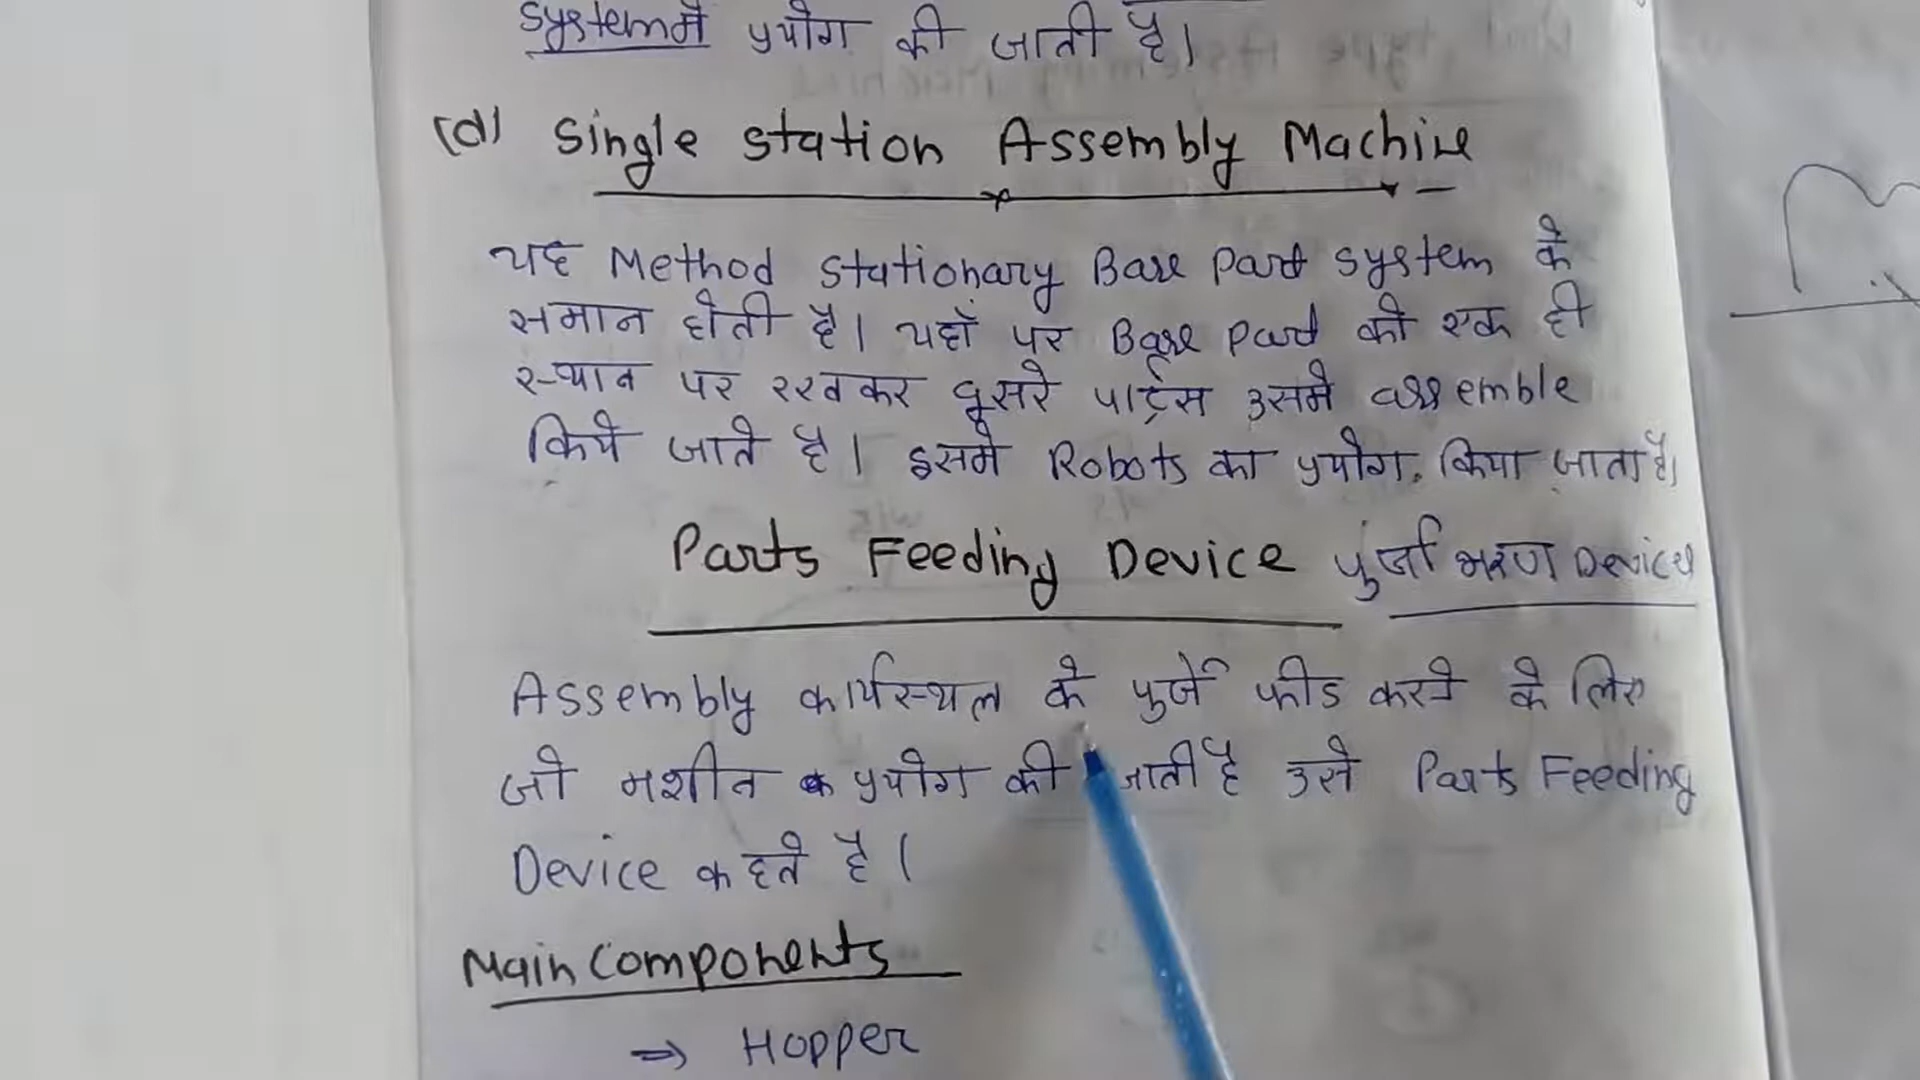 systemमे प्रयोग की जाती है।
(d) Single Station Assembly Machine
यह Method Stationary Base Part system के
समान होती है। यहाँ पर Base Part को एक ही
स्थान पर रखकर दूसरे पार्ट्स उसमे assemble
किये जाते है। इसमे Robots का प्रयोग किया जाता है।
Parts Feeding Device पुर्जा भरण Devices
Assembly कार्यस्थल के पुर्जे फीड करने के लिए
जो मशीन प्रयोग की जाती है उसे Parts Feeding
Device कहते है।
Main Components
⇒ Hopper